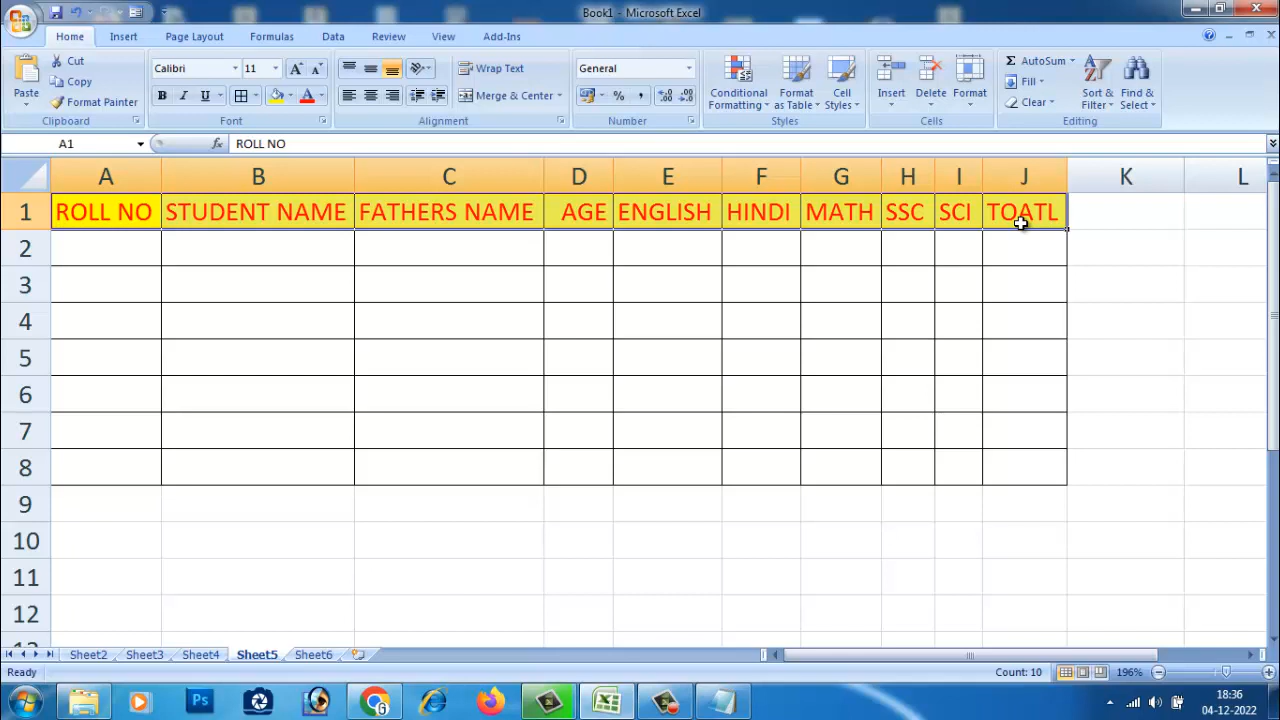 Book1 - Microsoft Excel
Home Insert Page Layout Formulas Data Review View Add-Ins
Paste
Cut
Copy
Format Painter
Clipboard
Calibri 11
B I U
Font
Wrap Text
Merge & Center
Alignment
General
%
Number
Conditional Formatting
Format as Table
Cell Styles
Styles
Insert Delete Format
Cells
Σ AutoSum
Fill
Clear
Sort & Filter
Find & Select
Editing
A1 fx ROLL NO
A B C D E F G H I J K L
1 ROLL NO STUDENT NAME FATHERS NAME AGE ENGLISH HINDI MATH SSC SCI TOATL
2
3
4
5
6
7
8
9
10
11
12
13
Sheet2 Sheet3 Sheet4 Sheet5 Sheet6
Ready Count: 10 196%
Ps
18:36
04-12-2022